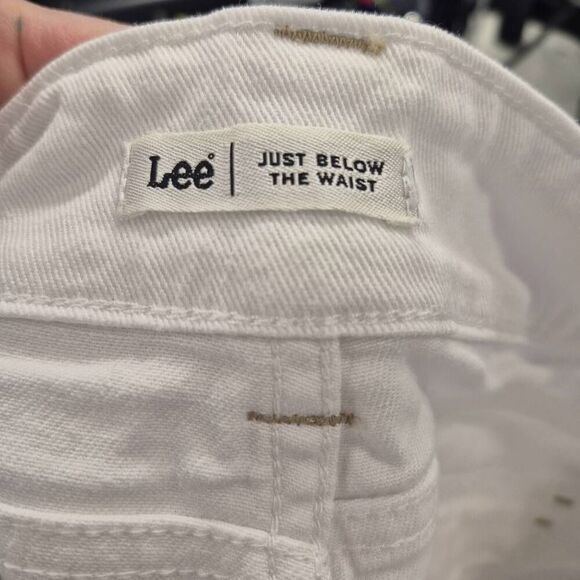 Lee® | JUST BELOW
THE WAIST